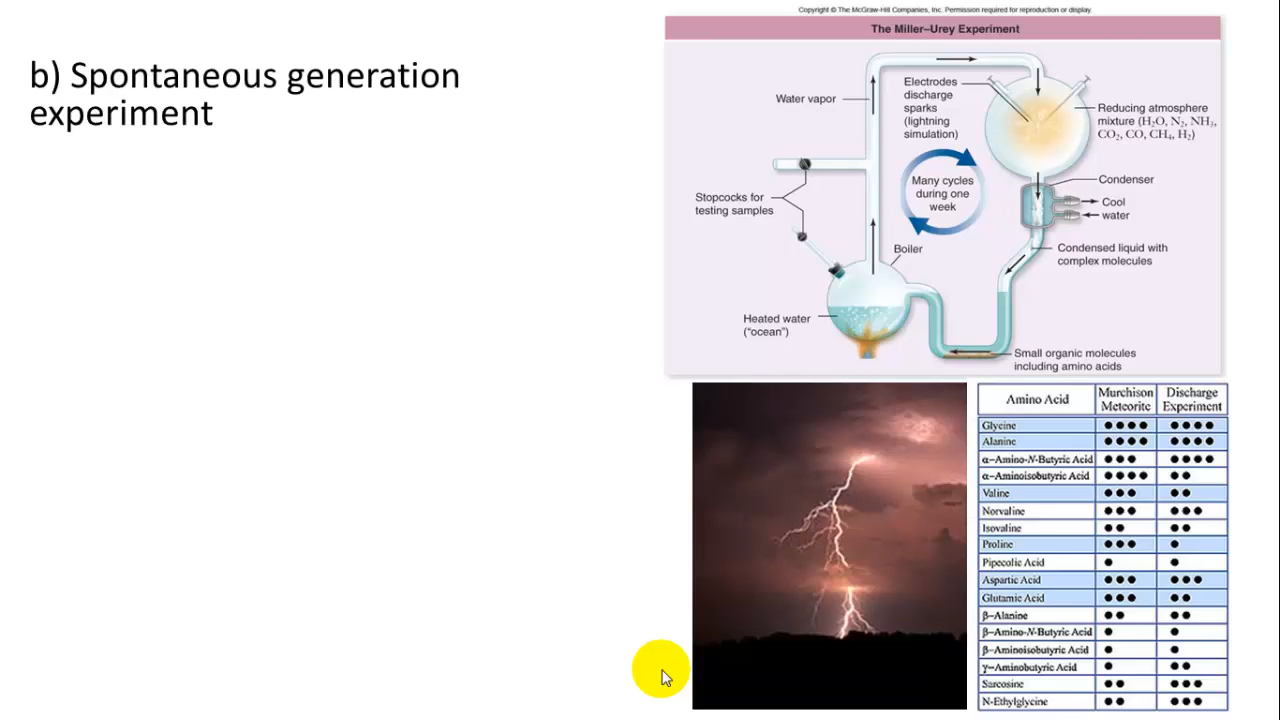 Copyright © The McGraw-Hill Companies, Inc. Permission required for reproduction or display.
The Miller–Urey Experiment
b) Spontaneous generation
experiment
Water vapor
Electrodes
discharge
sparks
(lightning
simulation)
Reducing atmosphere
mixture (H₂O, N₂, NH₃,
CO₂, CO, CH₄, H₂)
Stopcocks for
testing samples
Many cycles
during one
week
Condenser
Cool
water
Boiler
Condensed liquid with
complex molecules
Heated water
("ocean")
Small organic molecules
including amino acids
Amino Acid Murchison Meteorite Discharge Experiment
Glycine ●●●● ●●●●
Alanine ●●●● ●●●●
α–Amino-N-Butyric Acid ●●● ●●●●
α–Aminoisobutyric Acid ●●●● ●●
Valine ●●● ●●
Norvaline ●●● ●●●
Isovaline ●● ●●
Proline ●●● ●
Pipecolic Acid ● ●
Aspartic Acid ●●● ●●●
Glutamic Acid ●●● ●●
β–Alanine ●● ●●
β–Amino-N-Butyric Acid ● ●
β–Aminoisobutyric Acid ● ●
γ–Aminobutyric Acid ● ●●
Sarcosine ●● ●●●
N-Ethylglycine ●● ●●●